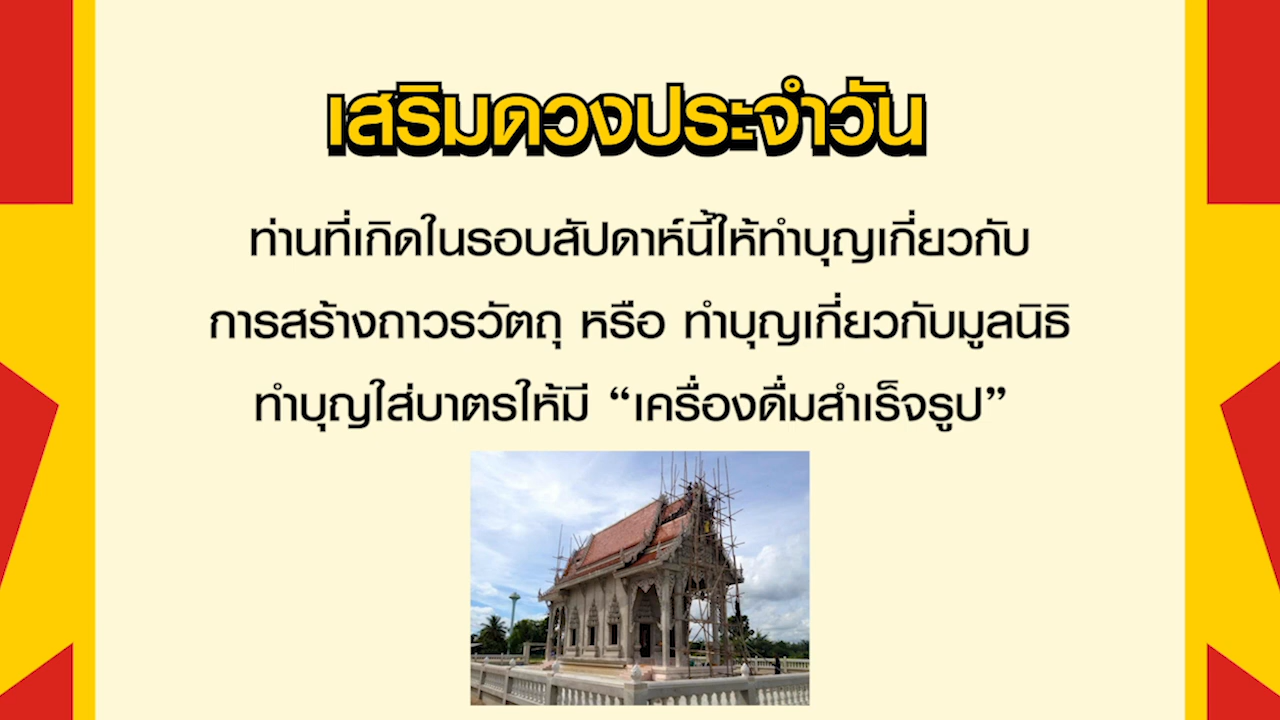 เสริมดวงประจำวัน
ท่านที่เกิดในรอบสัปดาห์นี้ให้ทำบุญเกี่ยวกับ
การสร้างถาวรวัตถุ หรือ ทำบุญเกี่ยวกับมูลนิธิ
ทำบุญใส่บาตรให้มี “เครื่องดื่มสำเร็จรูป”